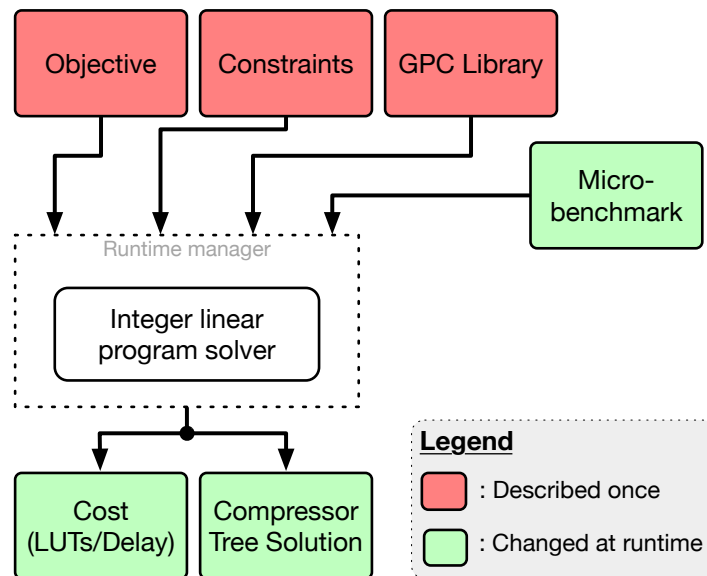 Objective
Constraints
GPC Library
Micro-
benchmark
Runtime manager
Integer linear
program solver
Cost
(LUTs/Delay)
Compressor
Tree Solution
Legend
: Described once
: Changed at runtime